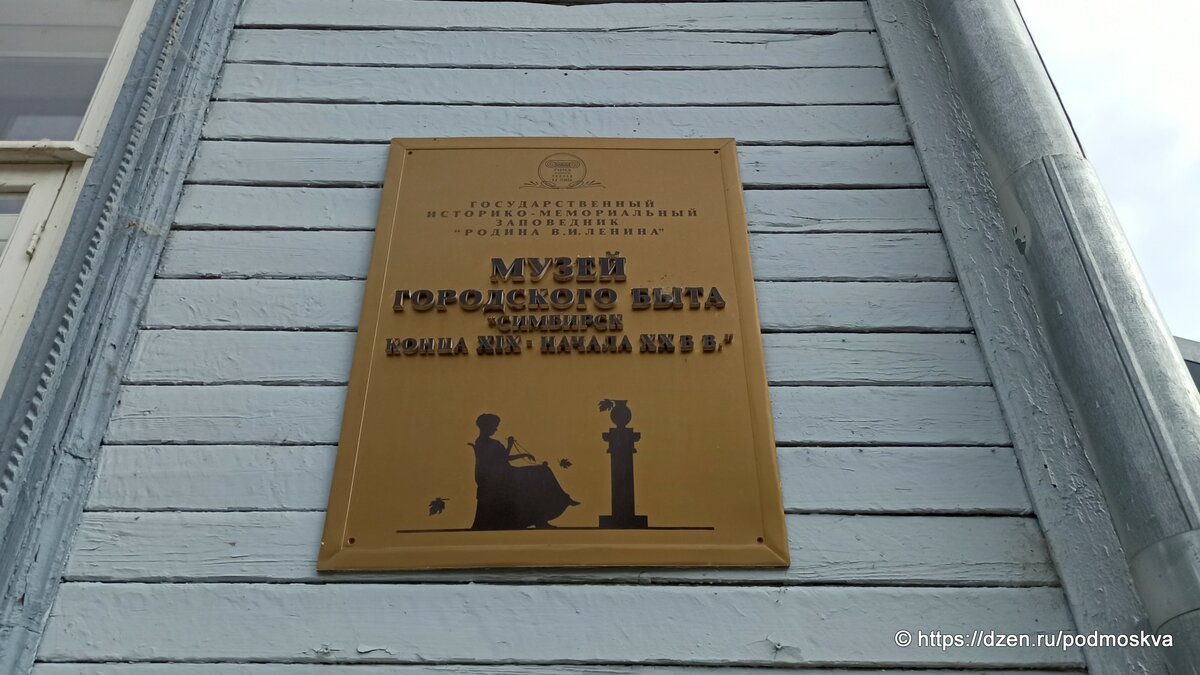 ГОСУДАРСТВЕННЫЙ
ИСТОРИКО-МЕМОРИАЛЬНЫЙ
ЗАПОВЕДНИК
"РОДИНА В.И.ЛЕНИНА"
МУЗЕЙ
ГОРОДСКОГО БЫТА
"СИМБИРСК
КОНЦА XIX - НАЧАЛА XX В В."
© https://dzen.ru/podmoskva